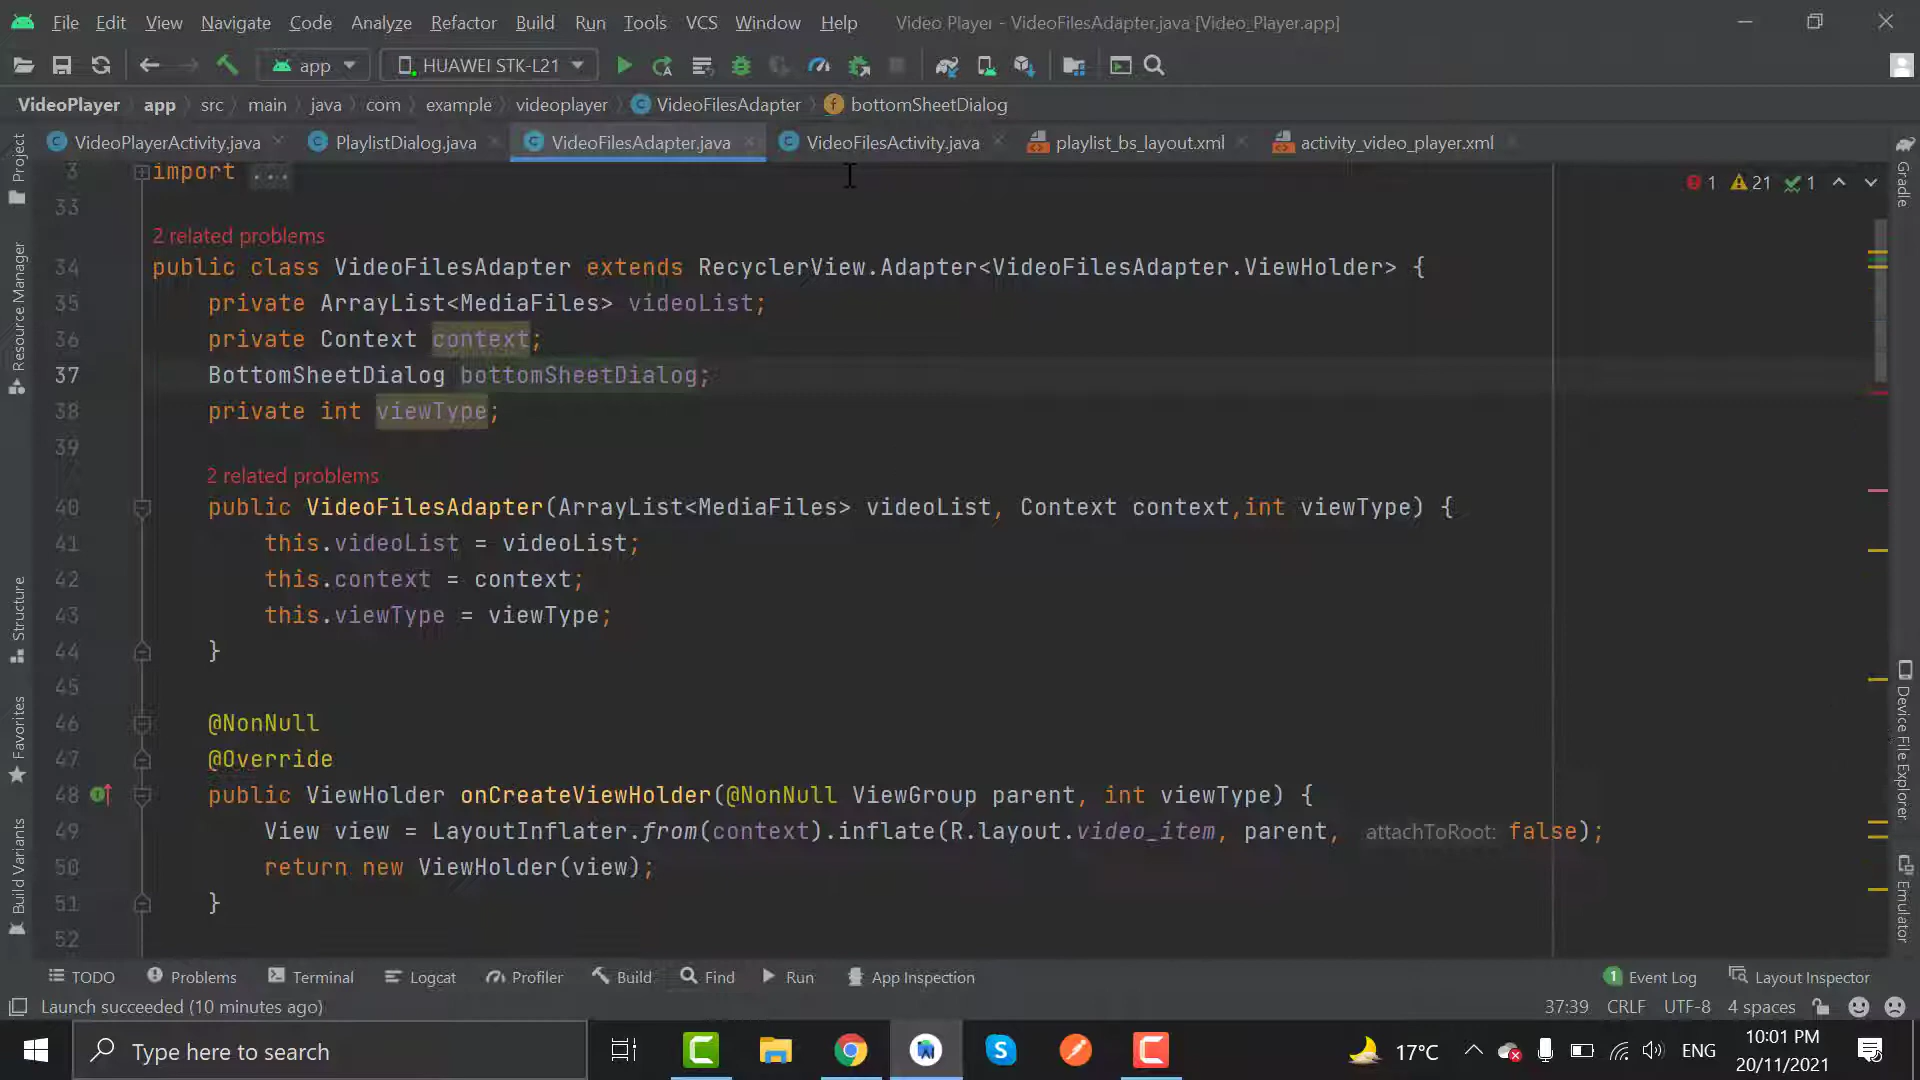 File Edit View Navigate Code Analyze Refactor Build Run Tools VCS Window Help Video Player - VideoFilesAdapter.java [Video_Player.app]
app HUAWEI STK-L21
VideoPlayer app src main java com example videoplayer VideoFilesAdapter bottomSheetDialog
VideoPlayerActivity.java PlaylistDialog.java VideoFilesAdapter.java VideoFilesActivity.java playlist_bs_layout.xml activity_video_player.xml
3 import ...
1 21 1
33
2 related problems
34 public class VideoFilesAdapter extends RecyclerView.Adapter<VideoFilesAdapter.ViewHolder> {
35 private ArrayList<MediaFiles> videoList;
36 private Context context;
37 BottomSheetDialog bottomSheetDialog;
38 private int viewType;
39
2 related problems
40 public VideoFilesAdapter(ArrayList<MediaFiles> videoList, Context context,int viewType) {
41 this.videoList = videoList;
42 this.context = context;
43 this.viewType = viewType;
44 }
45
46 @NonNull
47 @Override
48 public ViewHolder onCreateViewHolder(@NonNull ViewGroup parent, int viewType) {
49 View view = LayoutInflater.from(context).inflate(R.layout.video_item, parent, attachToRoot: false);
50 return new ViewHolder(view);
51 }
52
Project
Resource Manager
Structure
Favorites
Build Variants
Gradle
Device File Explorer
Emulator
TODO Problems Terminal Logcat Profiler Build Find Run App Inspection 1 Event Log Layout Inspector
Launch succeeded (10 minutes ago) 37:39 CRLF UTF-8 4 spaces
Type here to search 17°C ENG 10:01 PM
20/11/2021